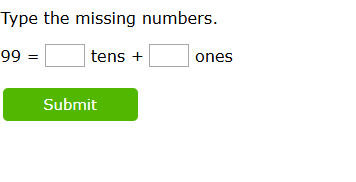 Type the missing numbers.
99 = tens + ones
Submit